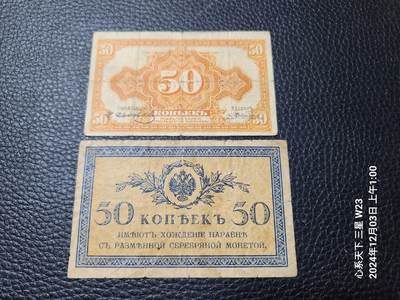 50 50
50
КОПѢЕКЪ
50 50
50 КОПѢЕКЪ 50
ИМѢЮТЪ ХОЖДЕНІЕ НАРАВНѢ
СЪ РАЗМѢННОЙ СЕРЕБРЯНОЙ МОНЕТОЙ.
心系天下 三星 W23
2024年12月03日 上午1:00